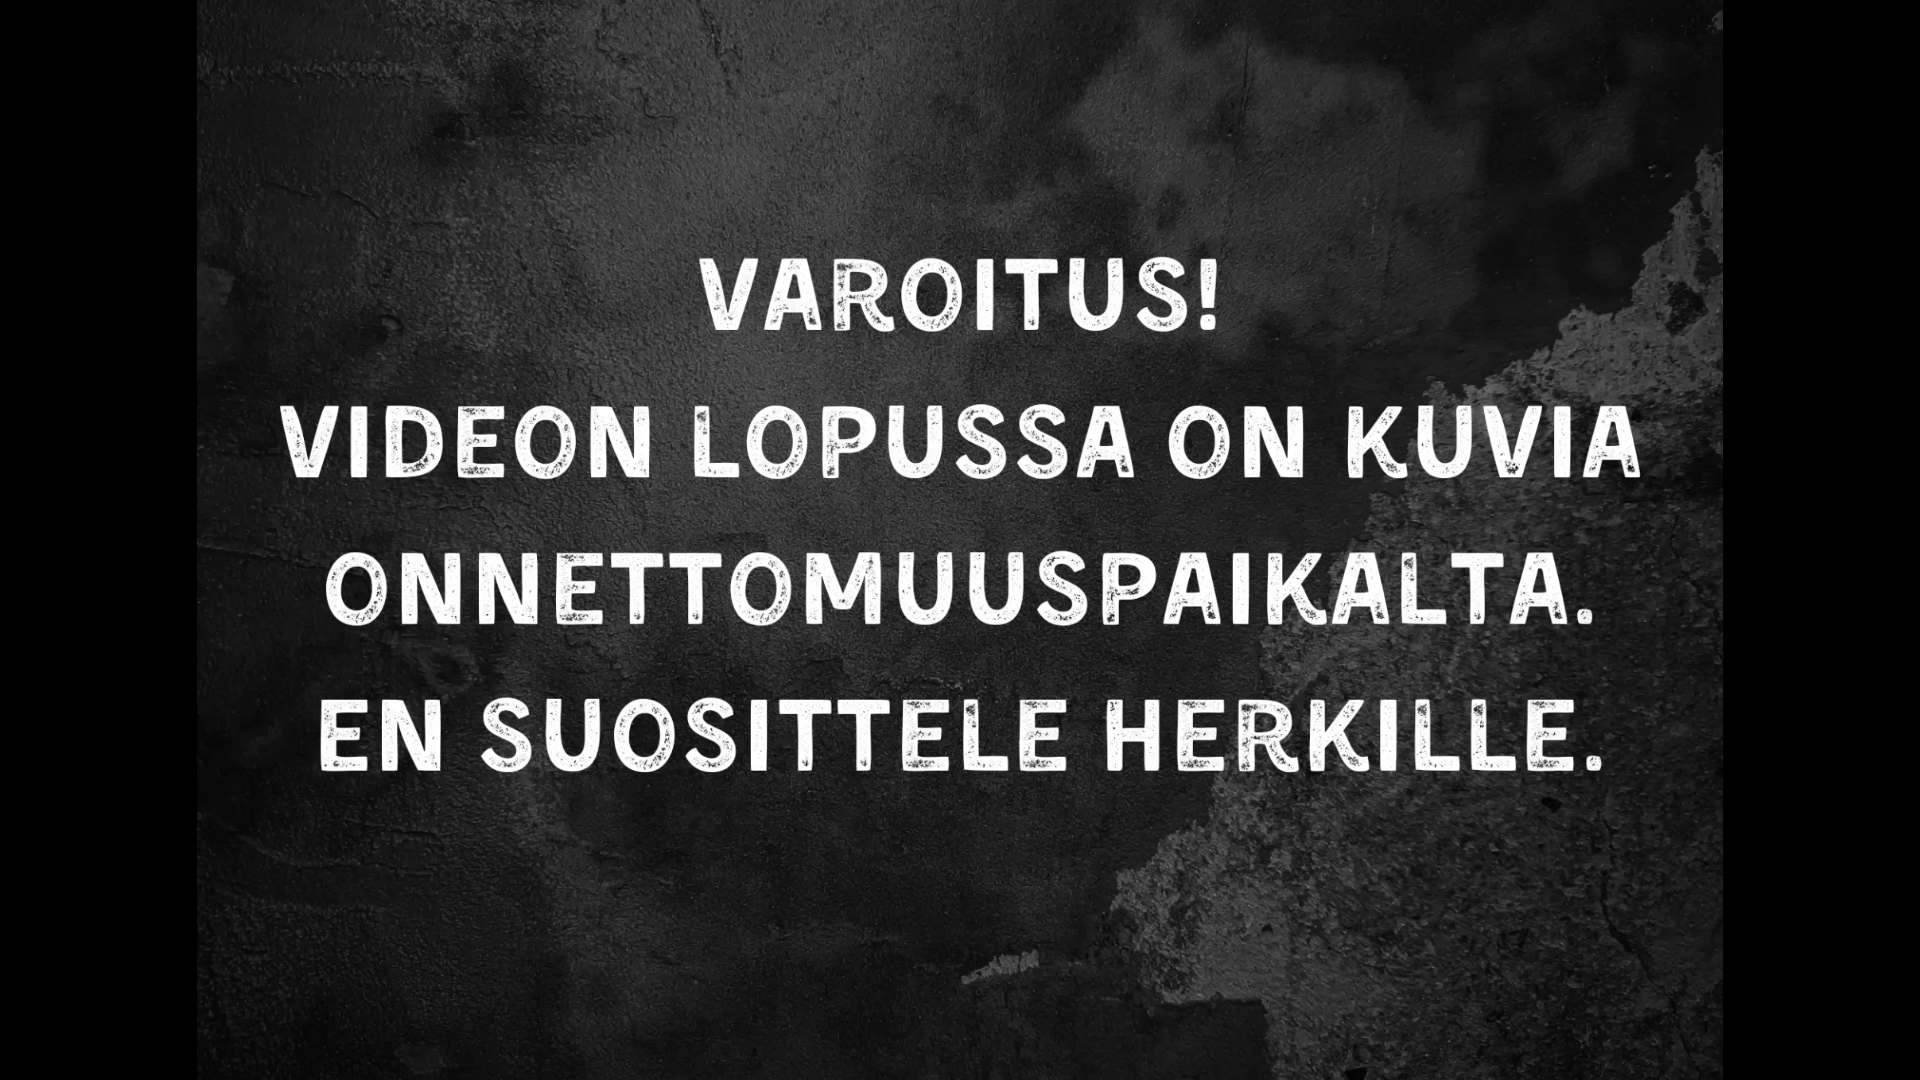 VAROITUS!
VIDEON LOPUSSA ON KUVIA
ONNETTOMUUSPAIKALTA.
EN SUOSITTELE HERKILLE.